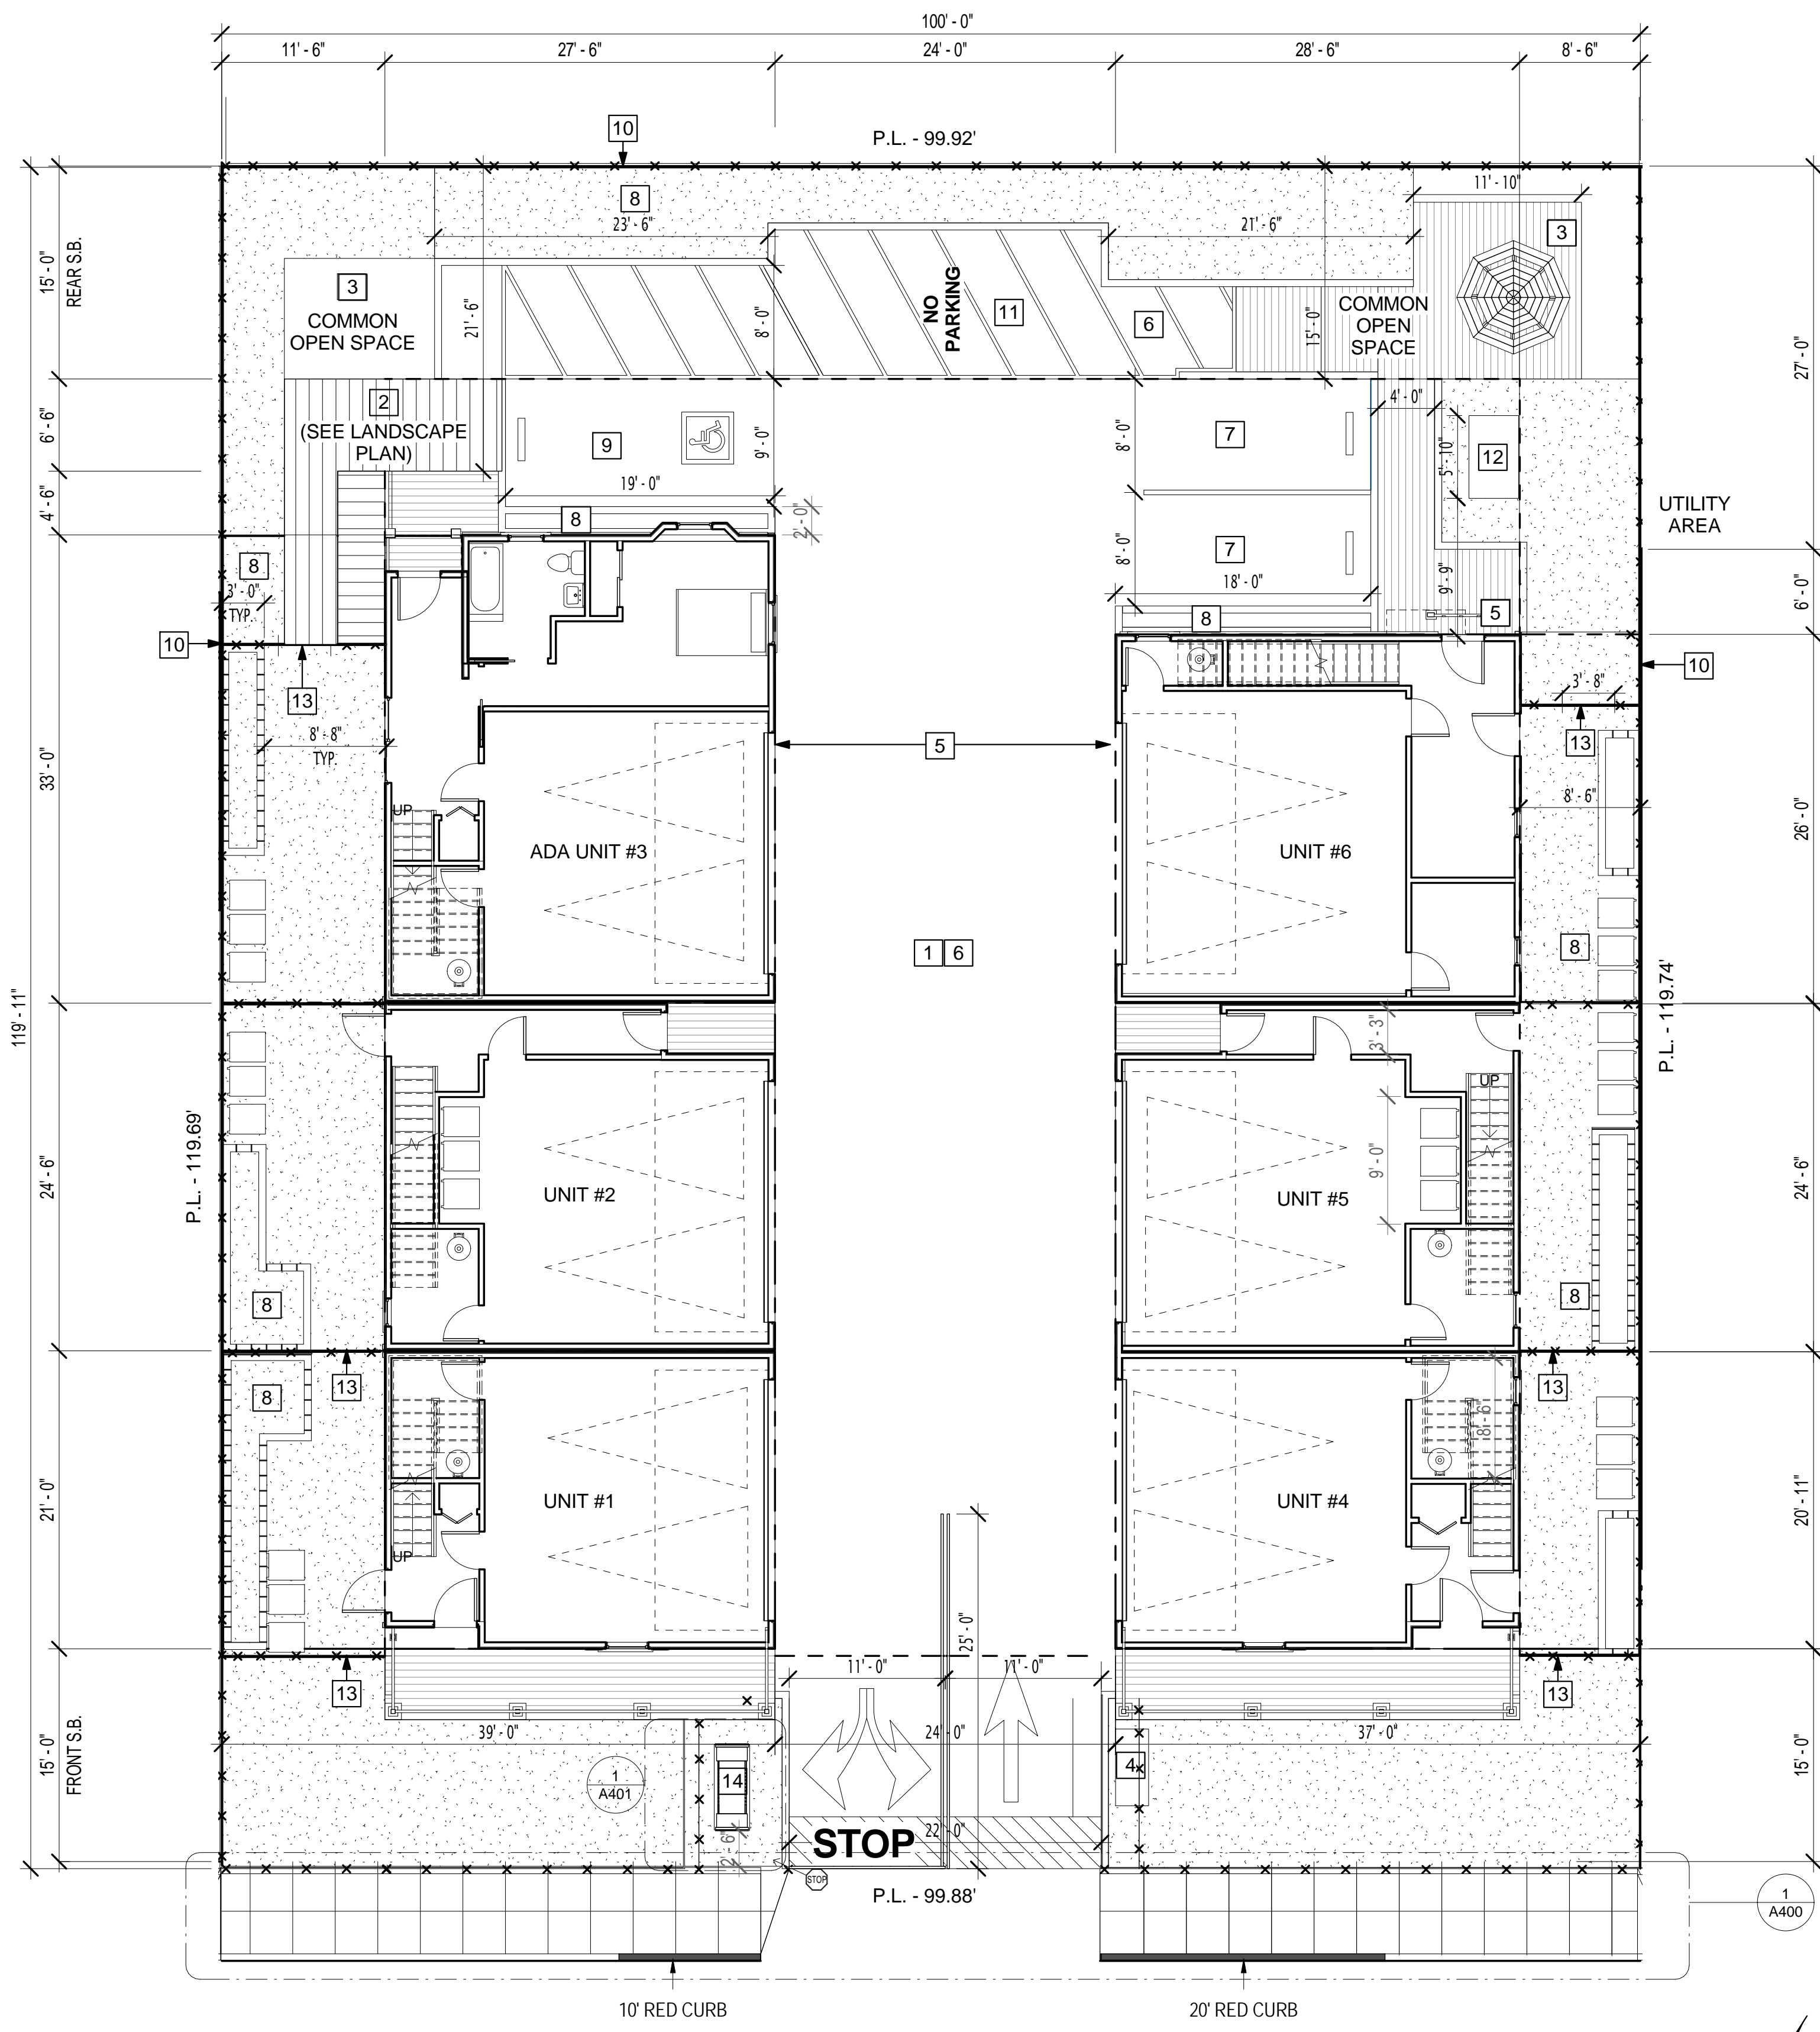 100' - 0"
11' - 6"
27' - 6"
24' - 0"
28' - 6"
8' - 6"
10
P.L. - 99.92'
11' - 10"
8
23' - 6"
21' - 6"
3
15' - 0"
REAR S.B.
3
COMMON
OPEN SPACE
21' - 6"
8' - 0"
NO
PARKING
11
6
15' - 0"
COMMON
OPEN
SPACE
27' - 0"
2
(SEE LANDSCAPE
PLAN)
6' - 6"
9
9' - 0"
8' - 0"
7
4' - 0"
5' - 10"
12
4' - 6"
19' - 0"
8
2' - 0"
UTILITY
AREA
8
3' - 0"
TYP.
8' - 0"
7
18' - 0"
9' - 9"
5
6' - 0"
8
10
13
10
3' - 8"
13
8' - 8"
TYP.
5
33' - 0"
8' - 6"
26' - 0"
UP
ADA UNIT #3
UNIT #6
1
6
8
119' - 11"
P.L. - 119.74'
3' - 3"
UP
P.L. - 119.69'
24' - 6"
UNIT #2
9' - 0"
UNIT #5
24' - 6"
8
8
8
13
13
8' - 6"
21' - 0"
UNIT #1
UNIT #4
20' - 11"
UP
25' - 0"
13
11' - 0"
11' - 0"
13
15' - 0"
FRONT S.B.
39' - 0"
24' - 0"
37' - 0"
15' - 0"
1
A401
14
4
2' - 6"
STOP
22' - 0"
STOP
P.L. - 99.88'
1
A400
10' RED CURB
20' RED CURB